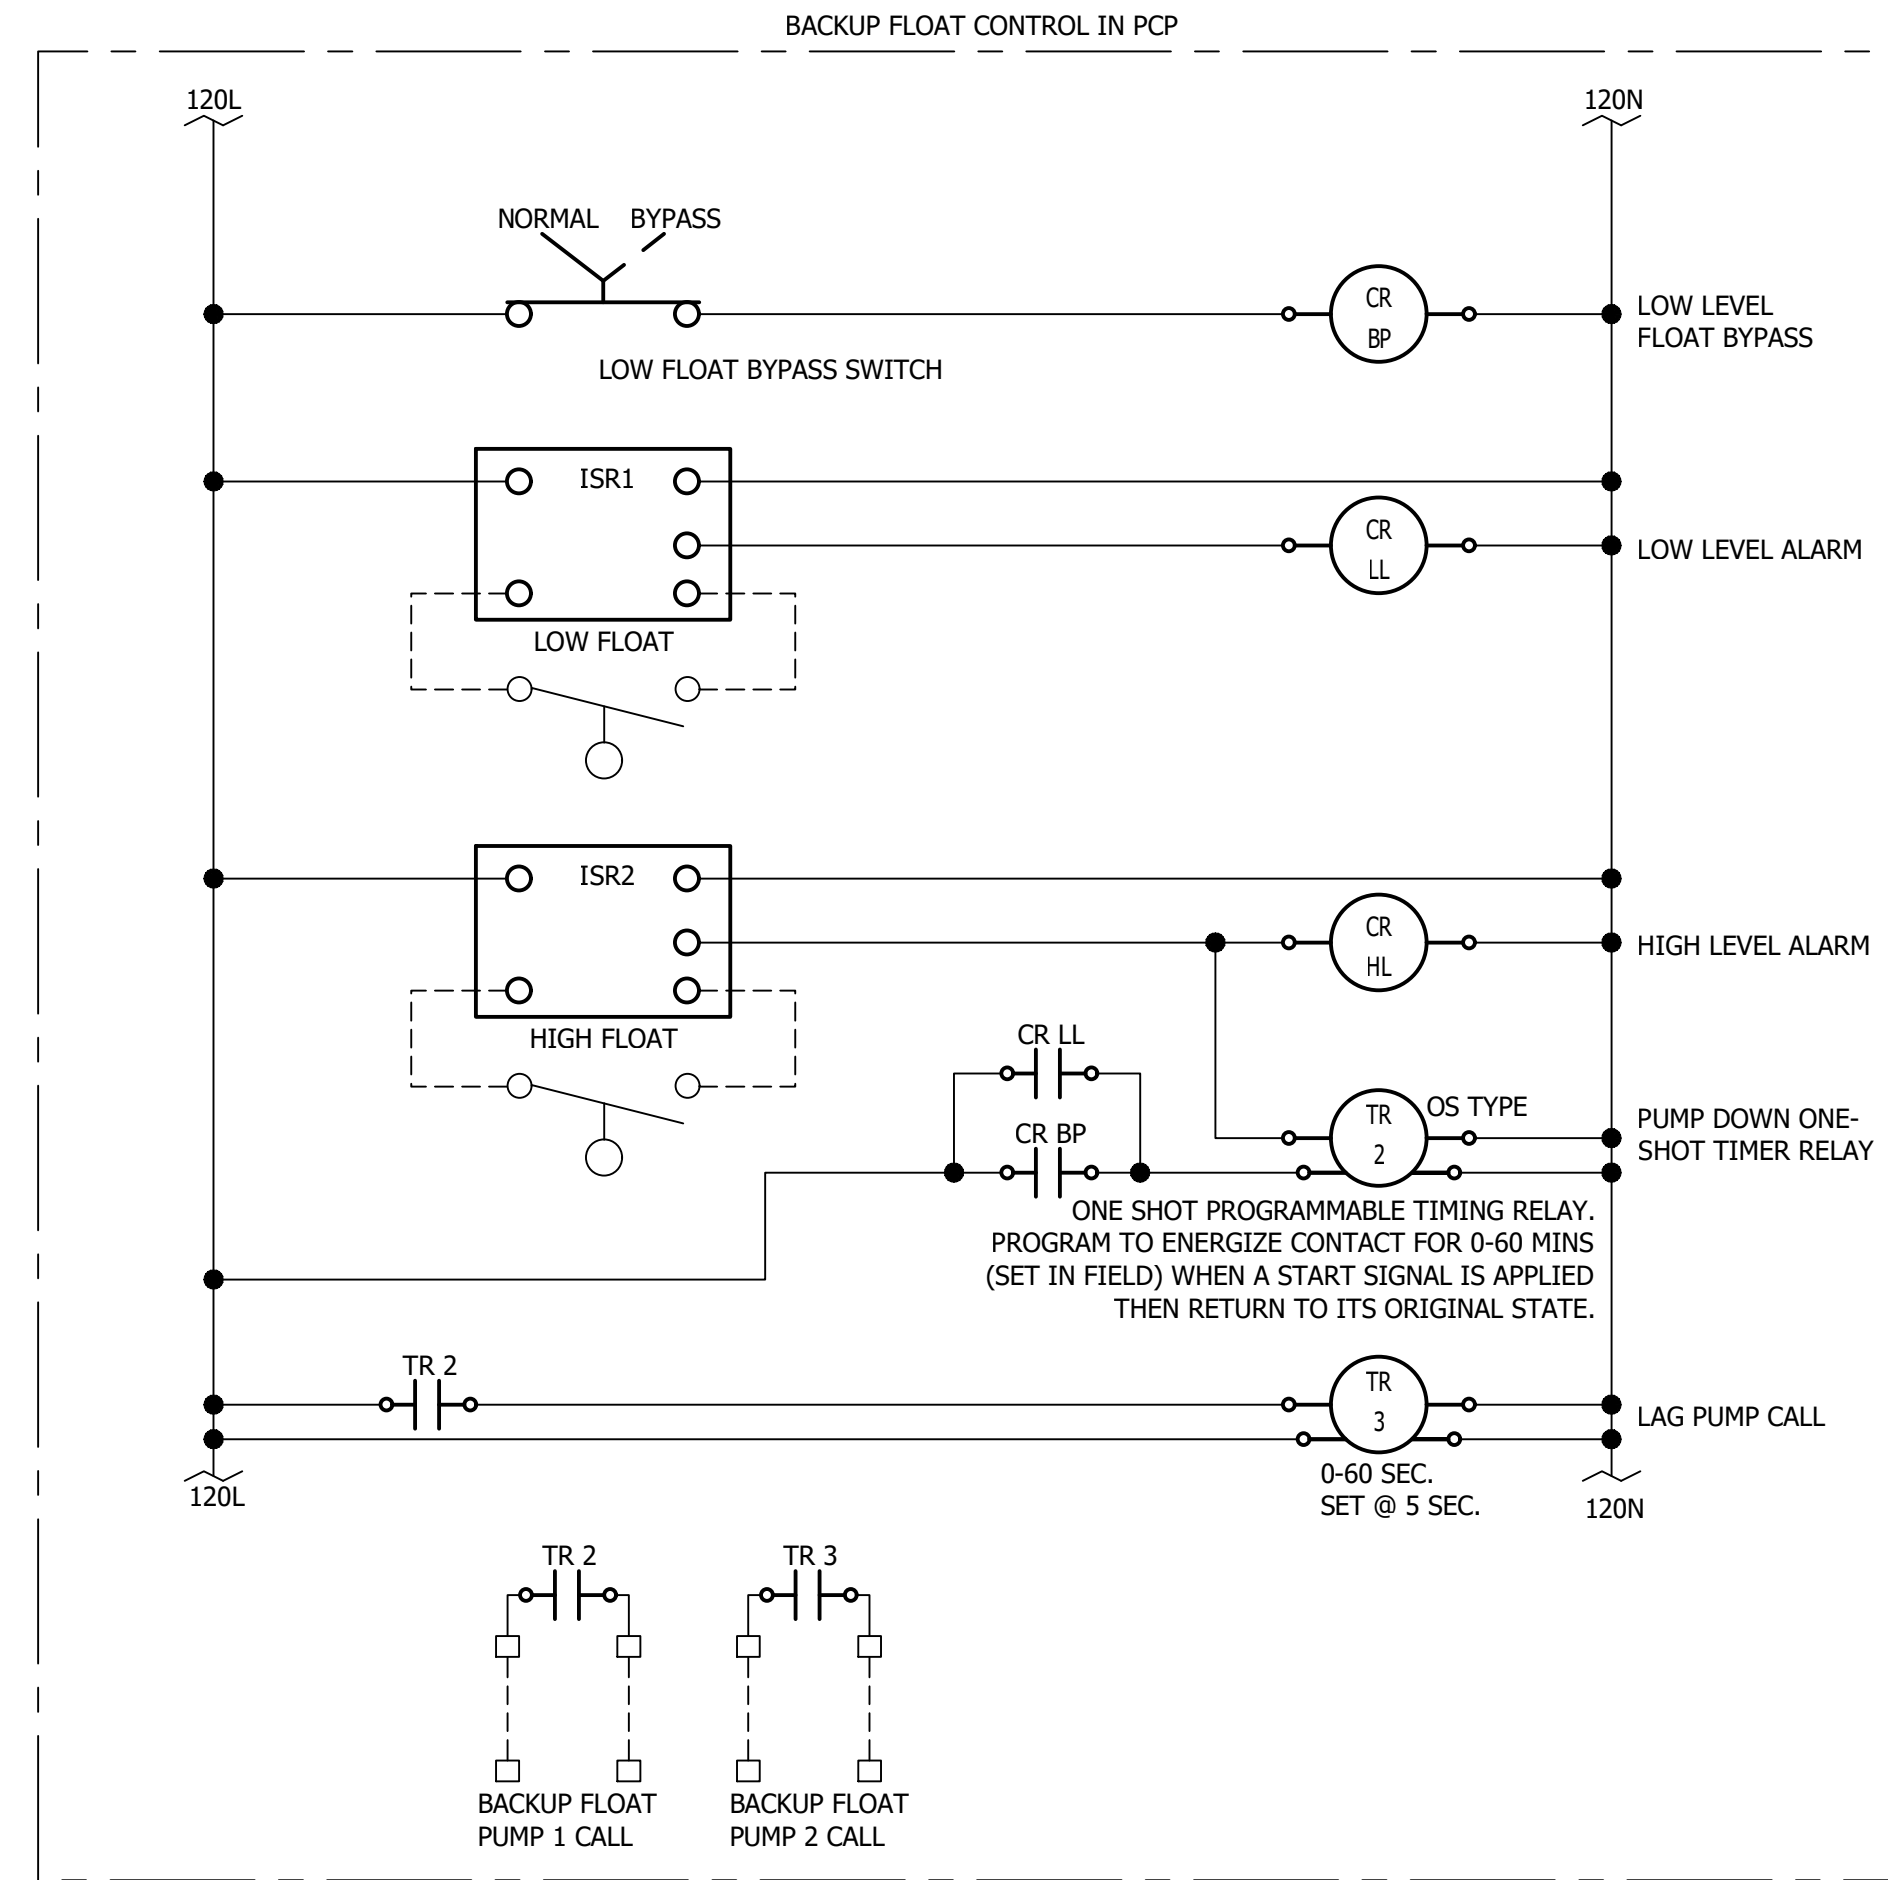 BACKUP FLOAT CONTROL IN PCP
120L
120N
NORMAL BYPASS
CR
BP
LOW LEVEL
FLOAT BYPASS
LOW FLOAT BYPASS SWITCH
ISR1
CR
LL
LOW LEVEL ALARM
LOW FLOAT
ISR2
CR
HL
HIGH LEVEL ALARM
HIGH FLOAT
CR LL
CR BP
TR
2
OS TYPE
PUMP DOWN ONE-
SHOT TIMER RELAY
ONE SHOT PROGRAMMABLE TIMING RELAY.
PROGRAM TO ENERGIZE CONTACT FOR 0-60 MINS
(SET IN FIELD) WHEN A START SIGNAL IS APPLIED
THEN RETURN TO ITS ORIGINAL STATE.
TR 2
TR
3
LAG PUMP CALL
0-60 SEC.
SET @ 5 SEC.
120L
120N
TR 2
TR 3
BACKUP FLOAT
PUMP 1 CALL
BACKUP FLOAT
PUMP 2 CALL